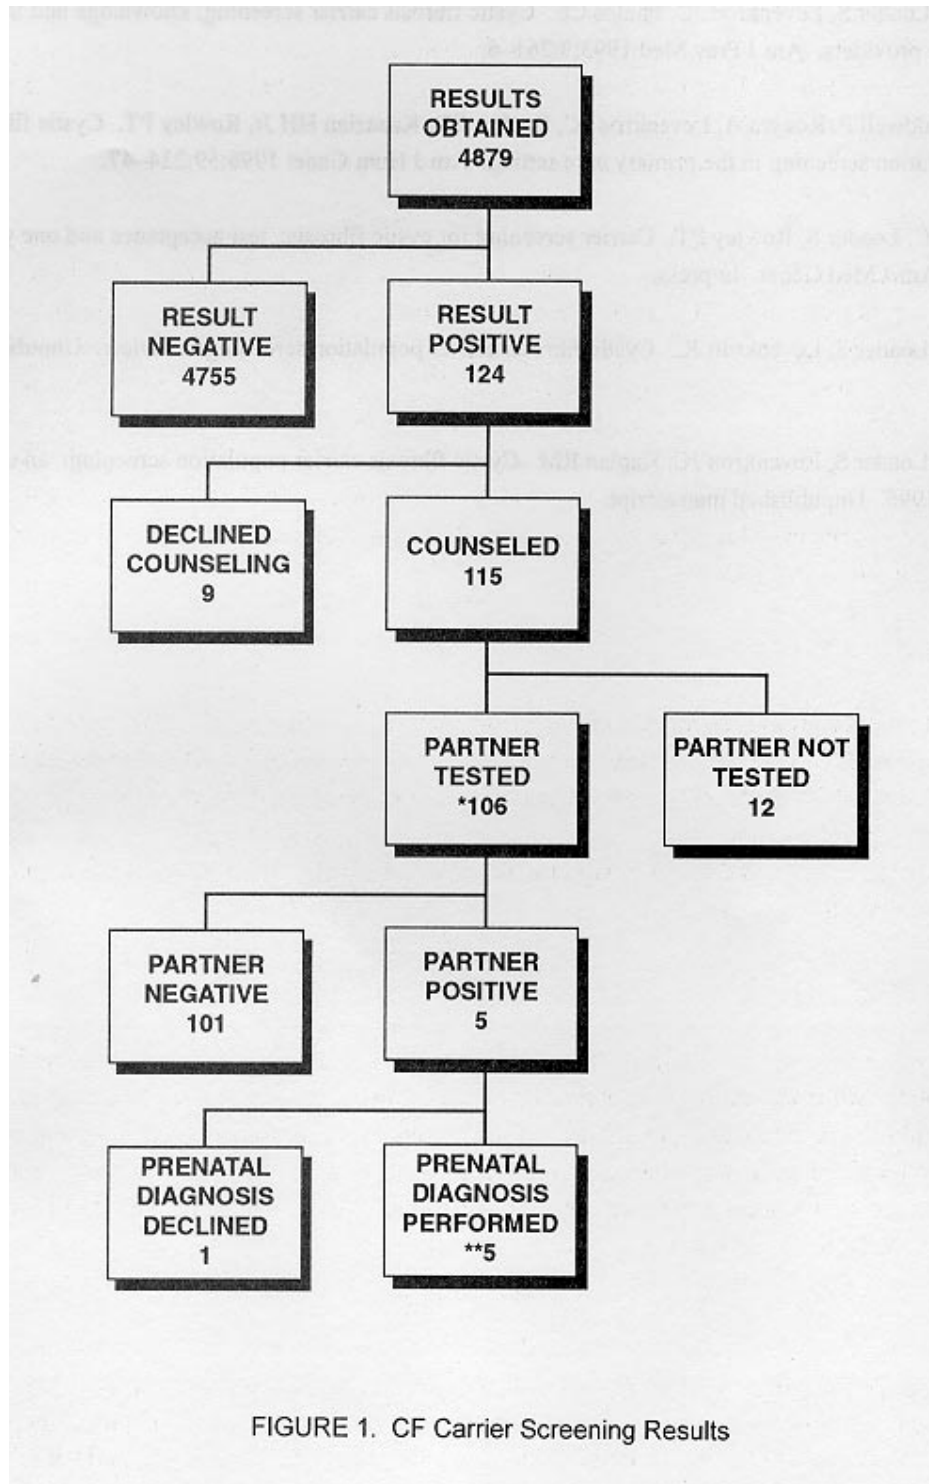 RESULTS
OBTAINED
4879
RESULT
NEGATIVE
4755
RESULT
POSITIVE
124
DECLINED
COUNSELING
9
COUNSELED
115
PARTNER
TESTED
*106
PARTNER NOT
TESTED
12
PARTNER
NEGATIVE
101
PARTNER
POSITIVE
5
PRENATAL
DIAGNOSIS
DECLINED
1
PRENATAL
DIAGNOSIS
PERFORMED
**5
FIGURE 1. CF Carrier Screening Results